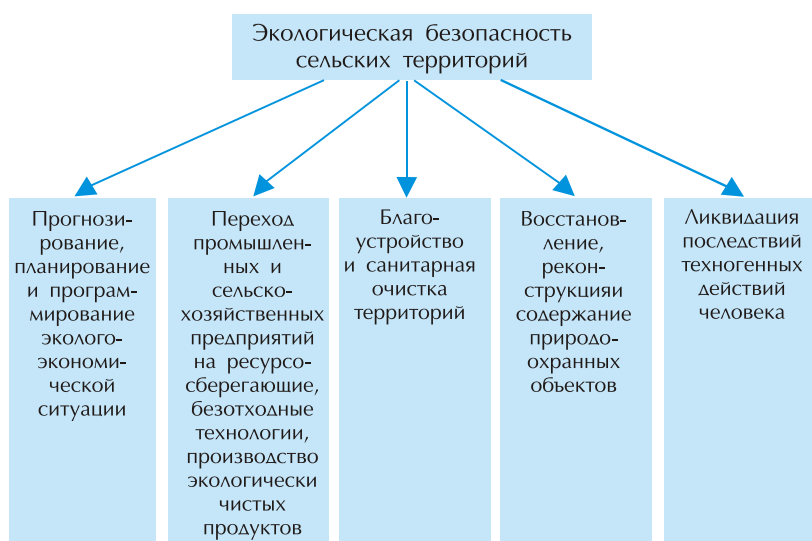 Экологическая безопасность
сельских территорий
Прогнози-
рование,
планирование
и програм-
мирование
эколого-
экономи-
ческой
ситуации
Переход
промышлен-
ных и
сельско-
хозяйственных
предприятий
на ресурсо-
сберегающие,
безотходные
технологии,
производство
экологически
чистых
продуктов
Благо-
устройство
и санитарная
очистка
территорий
Восстанов-
ление,
рекон-
струкцияи
содержание
природо-
охранных
объектов
Ликвидация
последствий
техногенных
действий
человека